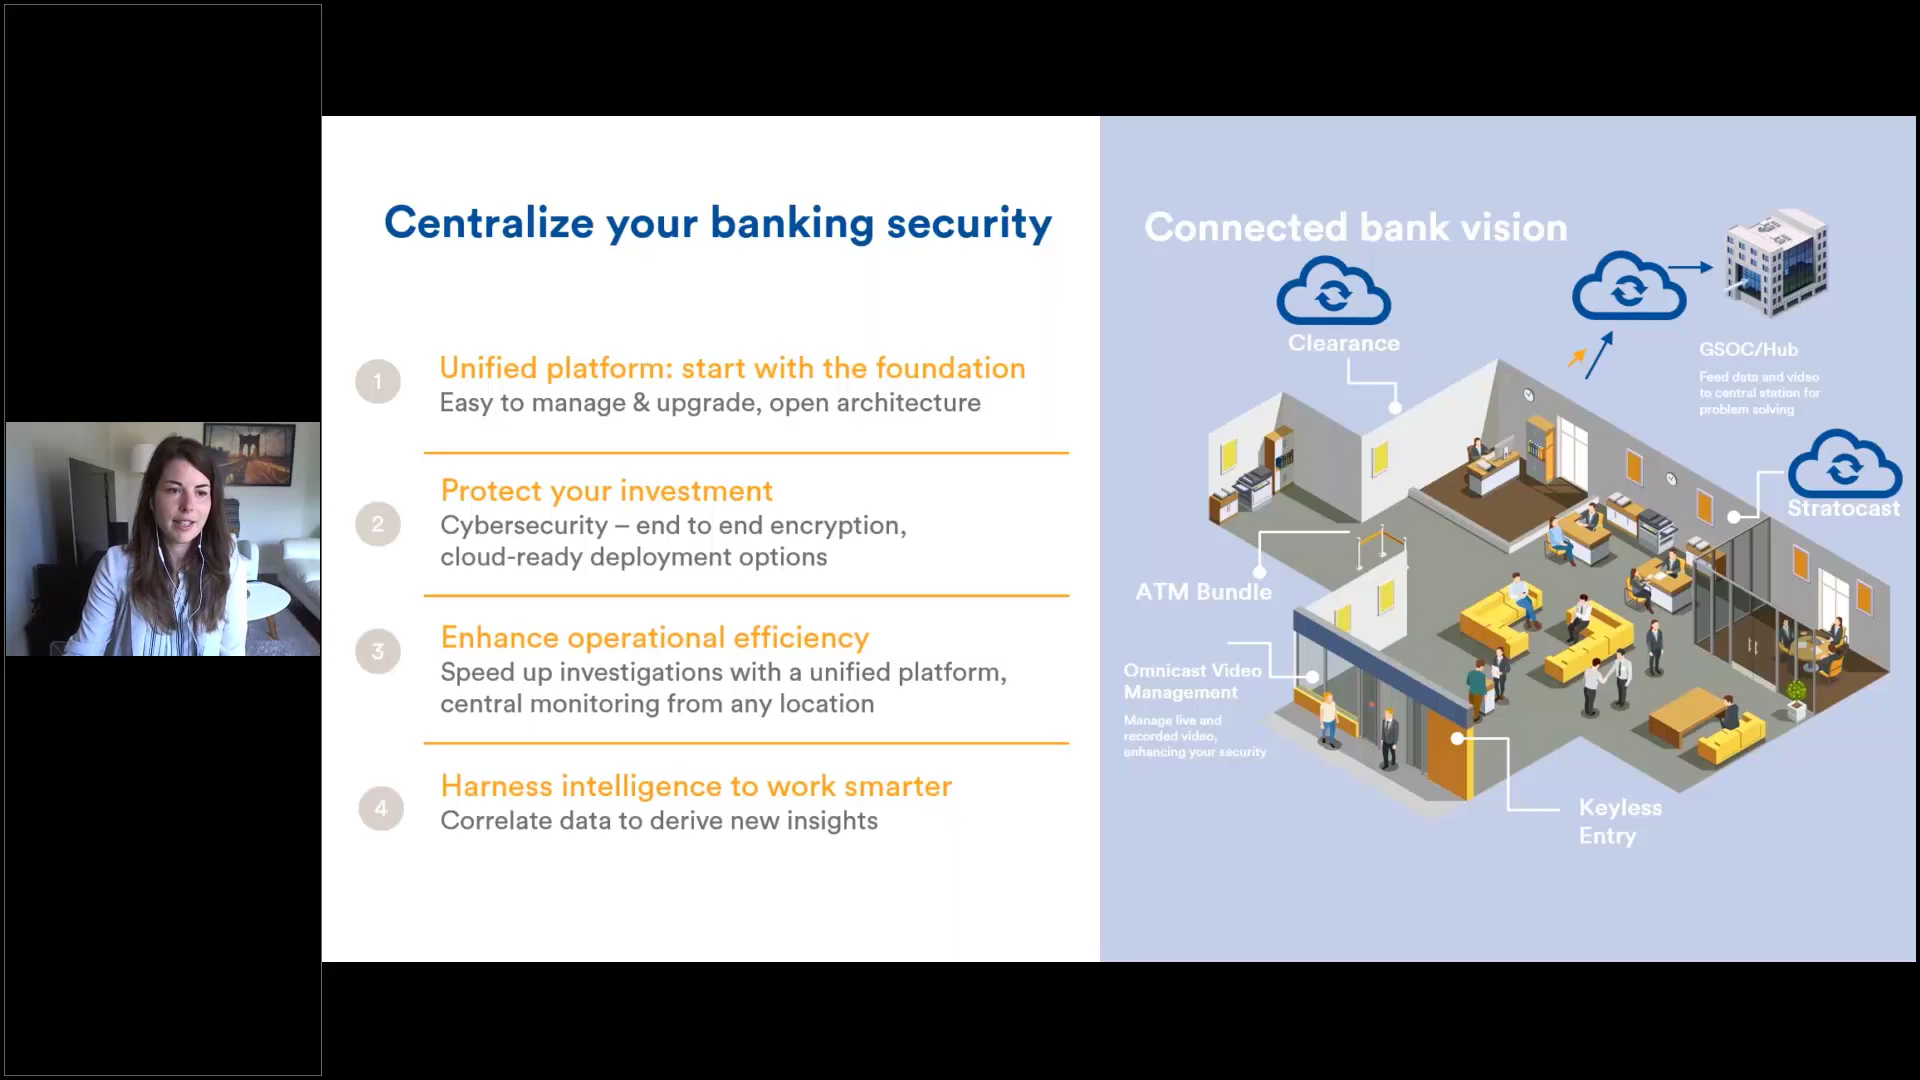 Centralize your banking security
1
Unified platform: start with the foundation
Easy to manage & upgrade, open architecture
2
Protect your investment
Cybersecurity – end to end encryption,
cloud-ready deployment options
3
Enhance operational efficiency
Speed up investigations with a unified platform,
central monitoring from any location
4
Harness intelligence to work smarter
Correlate data to derive new insights
Connected bank vision
Clearance
GSOC/Hub
Feed data and video
to central station for
problem solving
Stratocast
ATM Bundle
Omnicast Video
Management
Manage live and
recorded video,
enhancing your security
Keyless
Entry